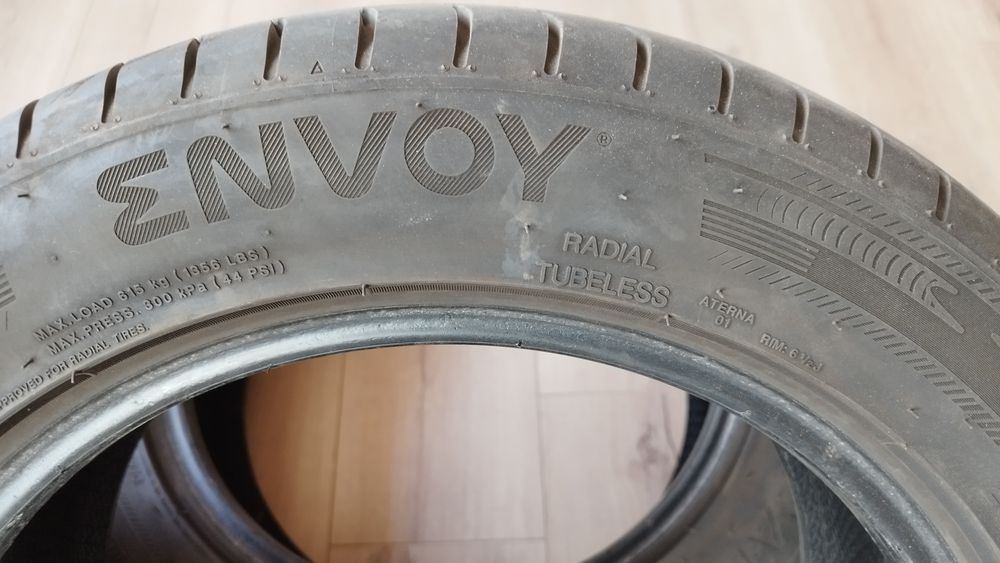 ENVOY®
RADIAL
TUBELESS
MAX.LOAD 615 kg (1356 LBS)
MAX.PRESS. 300 kPa (44 PSI)
APPROVED FOR RADIAL TIRES.
ATERNA
01
RIM: 6 1/2J